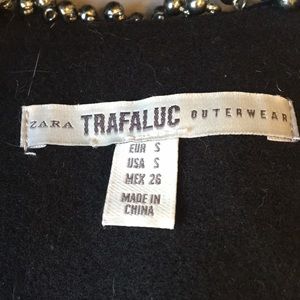 ZARA TRAFALUC OUTERWEAR
EUR S
USA S
MEX 26
MADE IN
CHINA